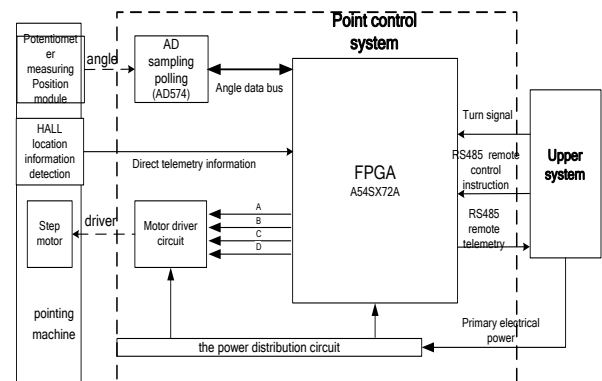 Point control
system
Potentiomet
er
measuring
Position
module
angle
AD
sampling
polling
(AD574)
Angle data bus
HALL
location
information
detection
Direct telemetry information
FPGA
A54SX72A
Turn signal
RS485 remote
control
instruction
RS485
remote
telemetry
Upper
system
Step
motor
driver
Motor driver
circuit
A
B
C
D
pointing
machine
the power distribution circuit
Primary electrical
power